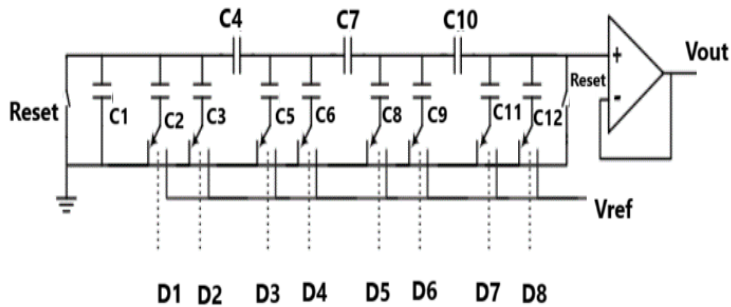 C4 C7 C10
Vout
Reset
Reset C1 C2 C3 C5 C6 C8 C9 C11 C12
+
-
Vref
D1 D2 D3 D4 D5 D6 D7 D8